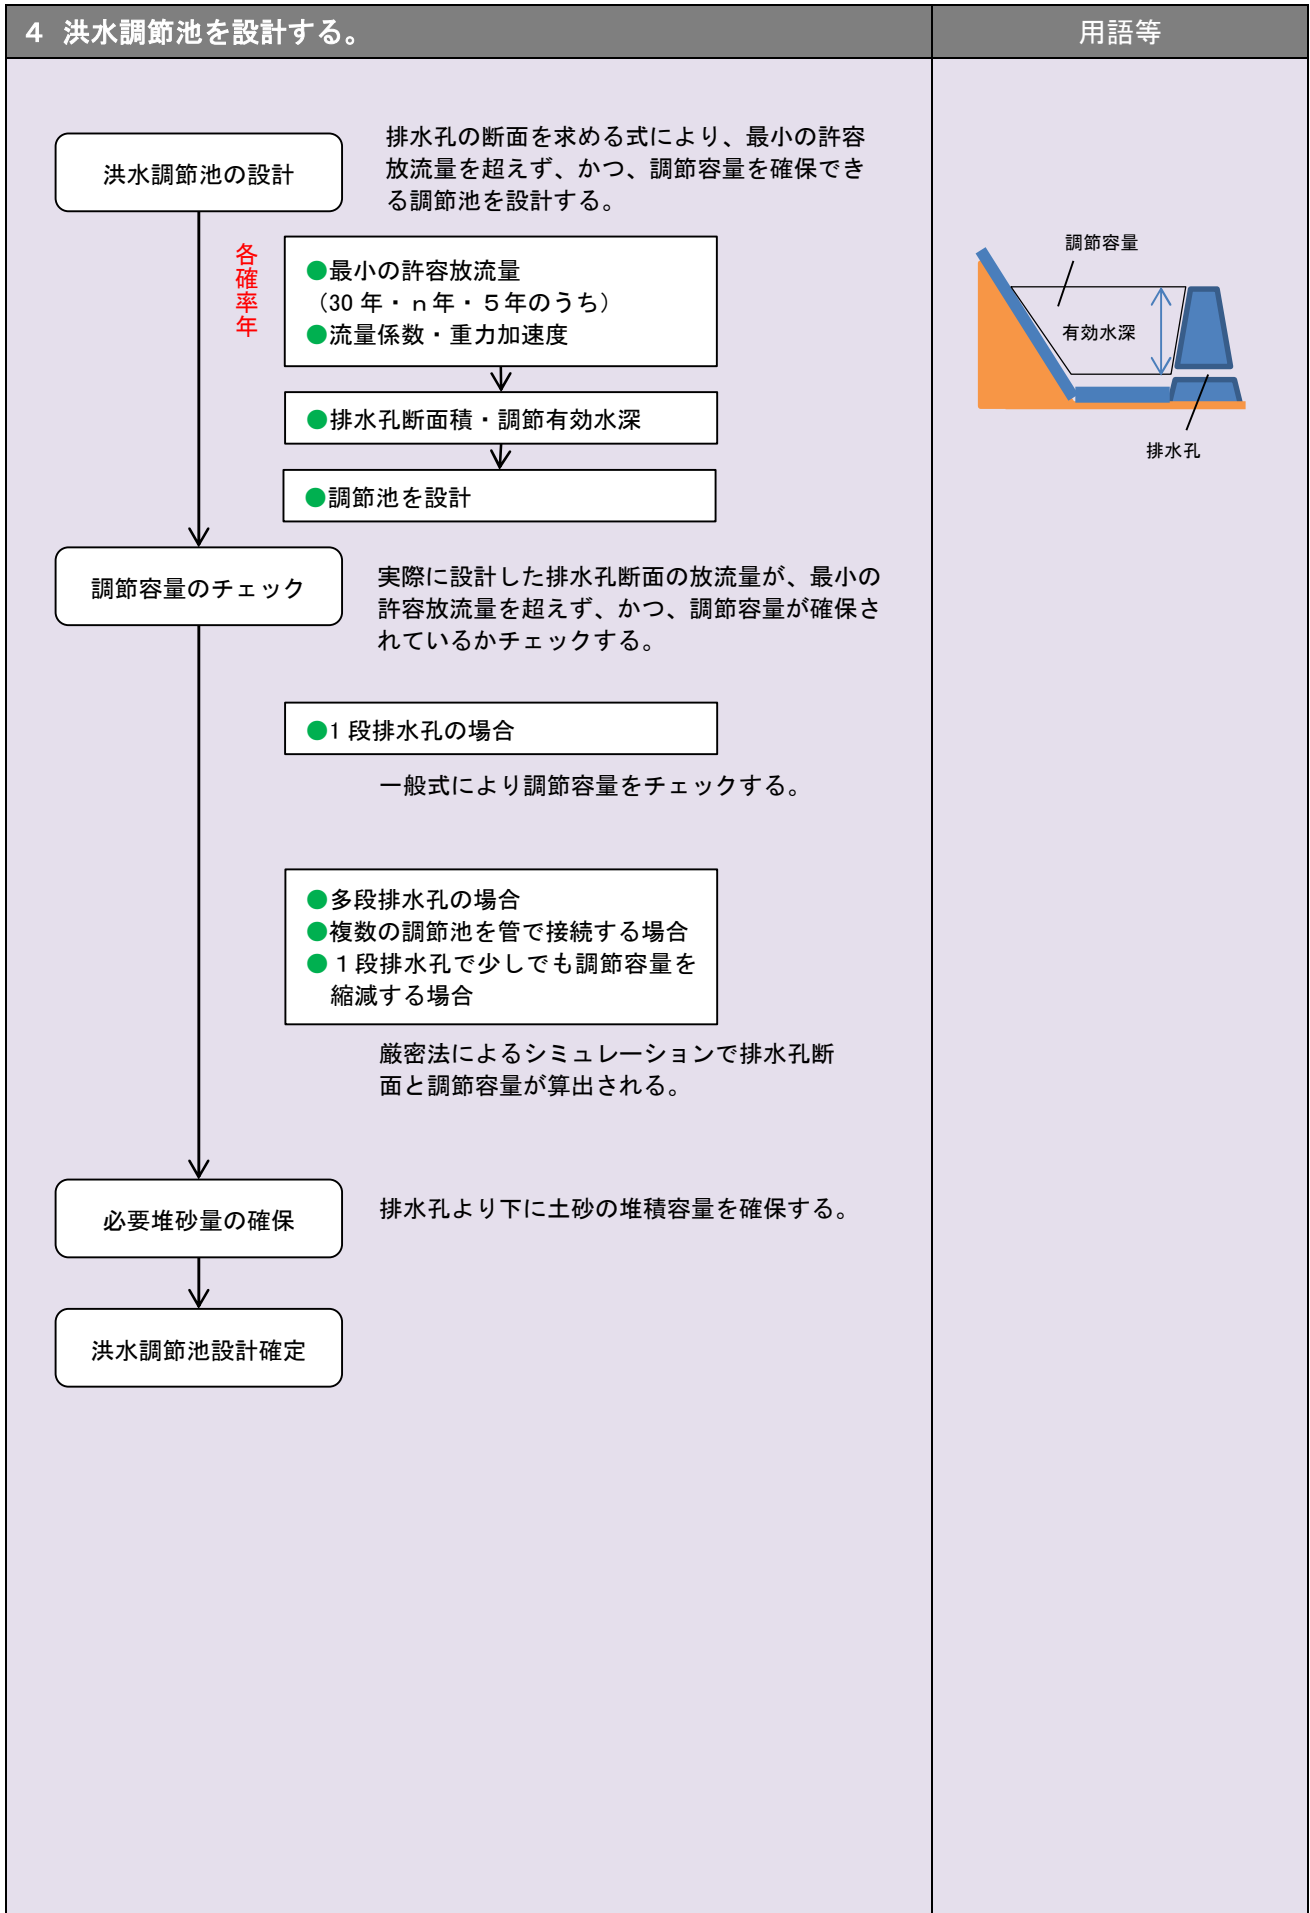 ４ 洪水調節池を設計する。
用語等
洪水調節池の設計
排水孔の断面を求める式により、最小の許容
放流量を超えず、かつ、調節容量を確保でき
る調節池を設計する。
各確率年
●最小の許容放流量
（30 年・ｎ年・５年のうち）
●流量係数・重力加速度
●排水孔断面積・調節有効水深
●調節池を設計
調節容量のチェック
実際に設計した排水孔断面の放流量が、最小の
許容放流量を超えず、かつ、調節容量が確保さ
れているかチェックする。
●1 段排水孔の場合
一般式により調節容量をチェックする。
●多段排水孔の場合
●複数の調節池を管で接続する場合
●１段排水孔で少しでも調節容量を
縮減する場合
厳密法によるシミュレーションで排水孔断
面と調節容量が算出される。
必要堆砂量の確保
排水孔より下に土砂の堆積容量を確保する。
洪水調節池設計確定
調節容量
有効水深
排水孔